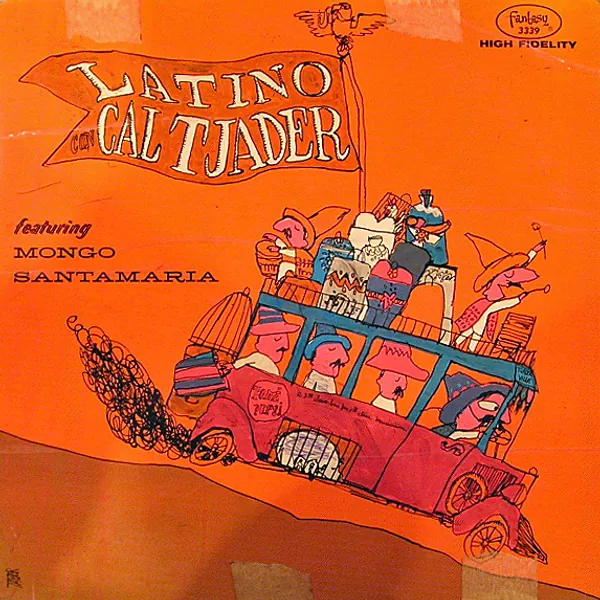 Fantasy
3339
HIGH FIDELITY
LATINO
CON CAL TJADER
featuring
MONGO
SANTAMARIA